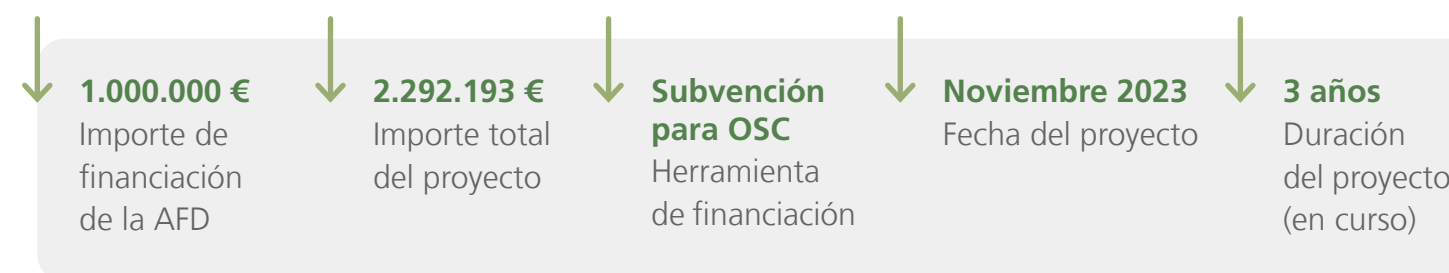 1.000.000 €
Importe de
financiación
de la AFD
2.292.193 €
Importe total
del proyecto
Subvención
para OSC
Herramienta
de financiación
Noviembre 2023
Fecha del proyecto
3 años
Duración
del proyecto
(en curso)